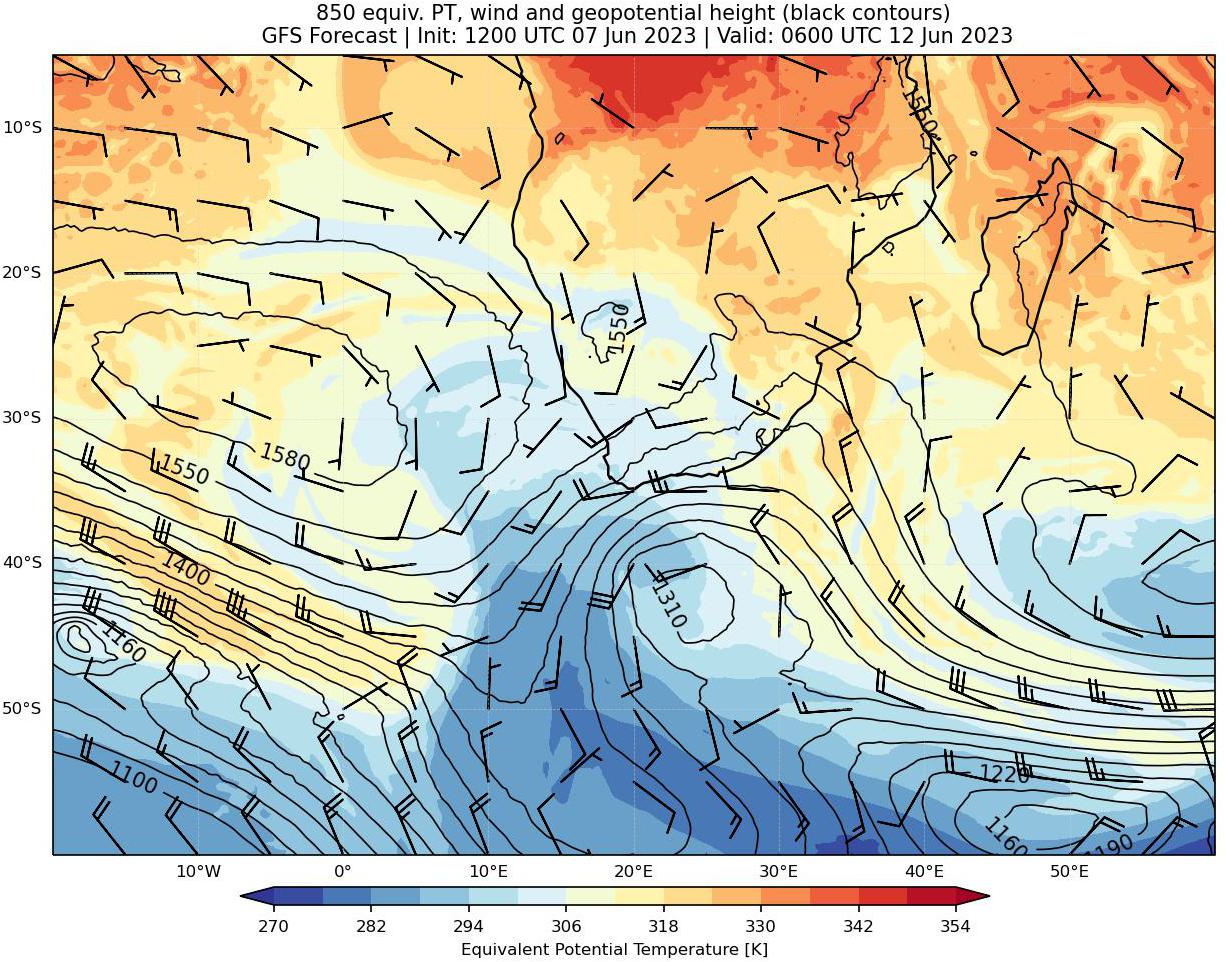 850 equiv. PT, wind and geopotential height (black contours)
GFS Forecast | Init: 1200 UTC 07 Jun 2023 | Valid: 0600 UTC 12 Jun 2023
1550
10°S
20°S
1550
30°S
1580
1550
40°S
1400
1310
1160
50°S
1220
1100
1160
1190
10°W 0° 10°E 20°E 30°E 40°E 50°E
270 282 294 306 318 330 342 354
Equivalent Potential Temperature [K]